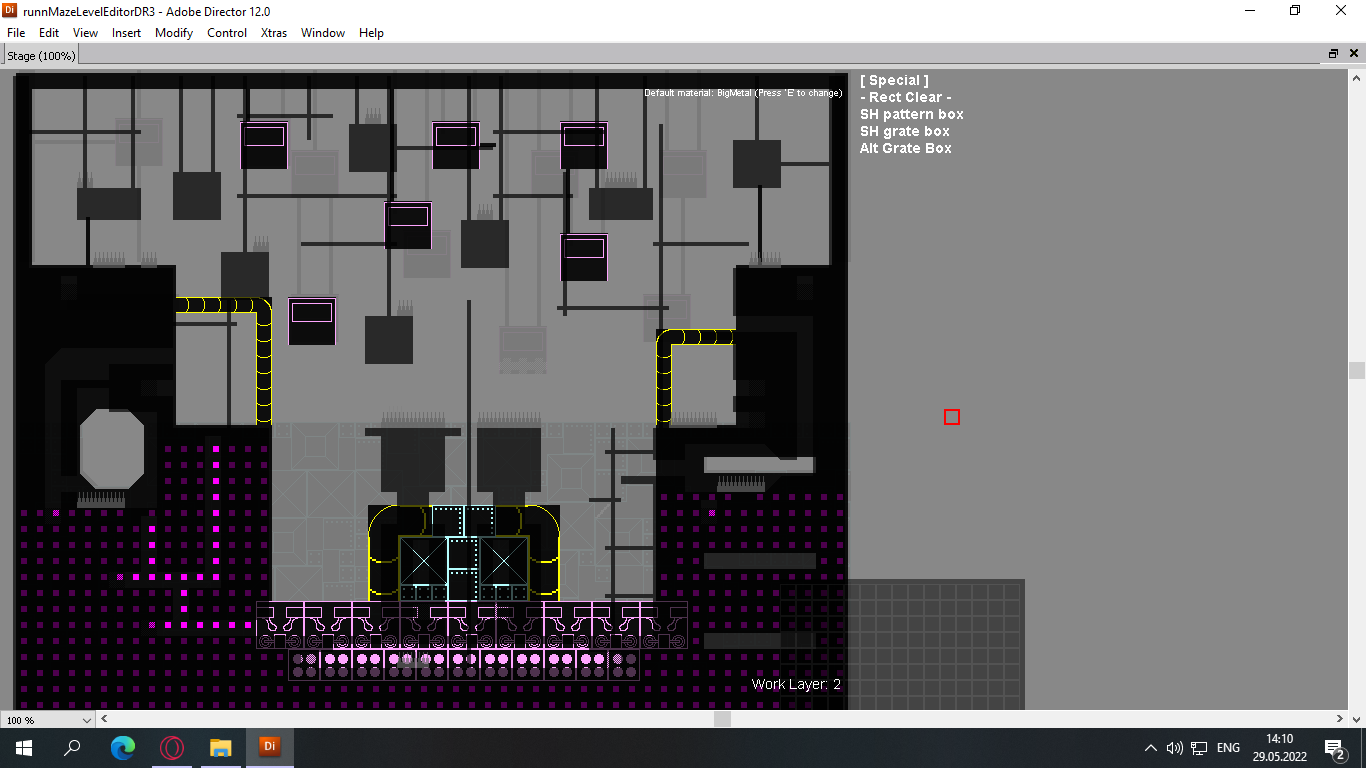 Di runnMazeLevelEditorDR3 - Adobe Director 12.0
File Edit View Insert Modify Control Xtras Window Help
Stage (100%)
[ Special ]
- Rect Clear -
SH pattern box
SH grate box
Alt Grate Box
Default material: BigMetal (Press 'E' to change)
Work Layer: 2
100 %
Di
ENG
14:10
29.05.2022
2